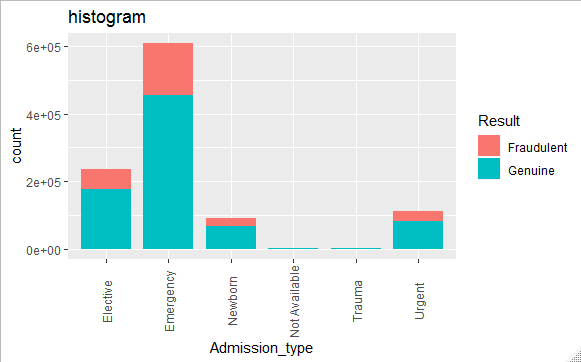 histogram
count
6e+05
4e+05
2e+05
0e+00
Elective
Emergency
Newborn
Not Available
Trauma
Urgent
Admission_type
Result
Fraudulent
Genuine